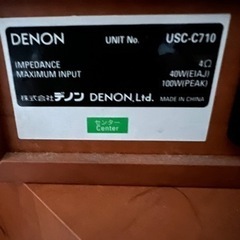 DENON UNIT No. USC-C710
IMPEDANCE 4Ω
MAXIMUM INPUT 40W(EIAJ)
100W(PEAK)
株式会社デノン DENON,Ltd. MADE IN CHINA
センター
Center